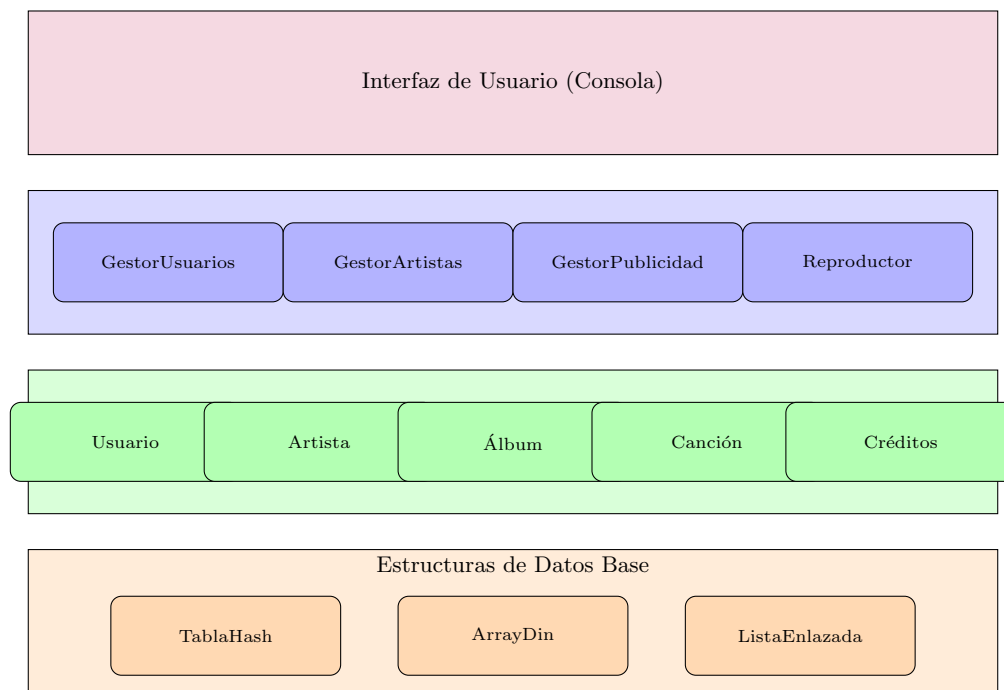 Interfaz de Usuario (Consola)
GestorUsuarios GestorArtistas GestorPublicidad Reproductor
Usuario Artista Álbum Canción Créditos
Estructuras de Datos Base
TablaHash ArrayDin ListaEnlazada